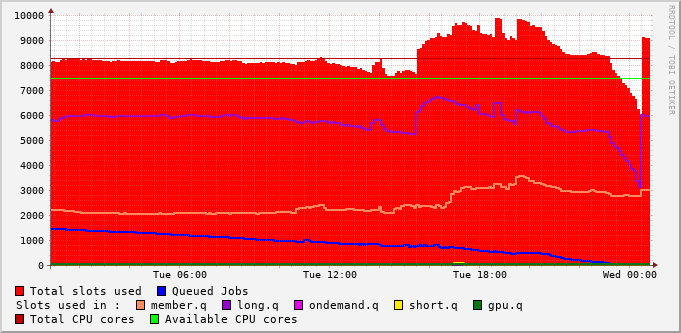 RRDTOOL / TOBI OETIKER
10000
9000
8000
7000
6000
5000
4000
3000
2000
1000
0
Tue 06:00 Tue 12:00 Tue 18:00 Wed 00:00
Total slots used Queued Jobs
Slots used in : member.q long.q ondemand.q short.q gpu.q
Total CPU cores Available CPU cores